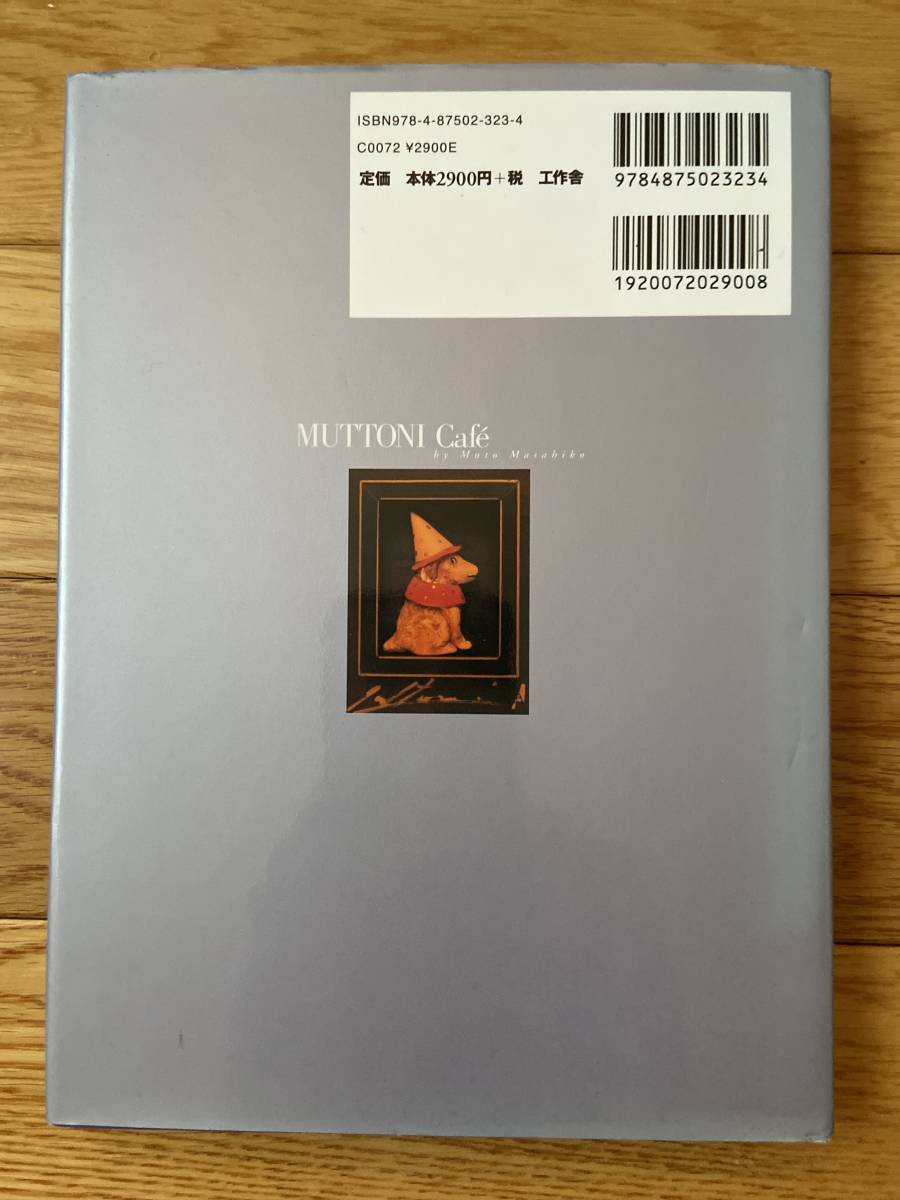 ISBN978-4-87502-323-4
C0072 ¥2900E
定価 本体2900円+税 工作舎
9784875023234
1920072029008
MUTTONI Café
by Muto Masahiko